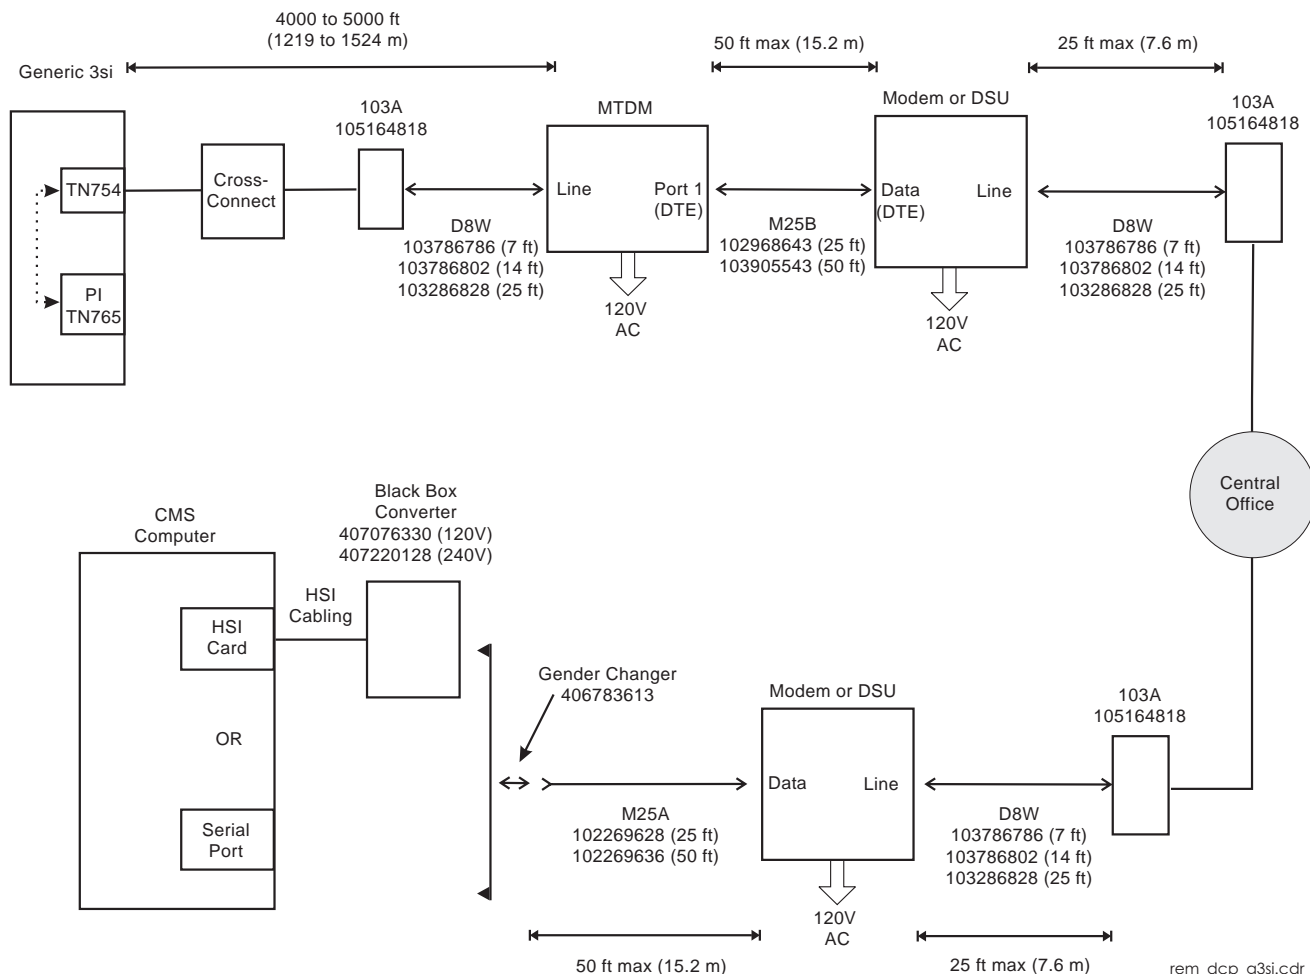 4000 to 5000 ft
(1219 to 1524 m)
50 ft max (15.2 m)
25 ft max (7.6 m)
Generic 3si
103A
105164818
MTDM
Modem or DSU
103A
105164818
TN754
Cross-
Connect
Line
Port 1
(DTE)
Data
(DTE)
Line
PI
TN765
D8W
103786786 (7 ft)
103786802 (14 ft)
103286828 (25 ft)
M25B
102968643 (25 ft)
103905543 (50 ft)
D8W
103786786 (7 ft)
103786802 (14 ft)
103286828 (25 ft)
120V
AC
120V
AC
Central
Office
CMS
Computer
Black Box
Converter
407076330 (120V)
407220128 (240V)
HSI
Cabling
HSI
Card
OR
Serial
Port
Gender Changer
406783613
Modem or DSU
103A
105164818
Data
Line
M25A
102269628 (25 ft)
102269636 (50 ft)
D8W
103786786 (7 ft)
103786802 (14 ft)
103286828 (25 ft)
120V
AC
50 ft max (15.2 m)
25 ft max (7.6 m)
rem_dcp_g3si.cdr